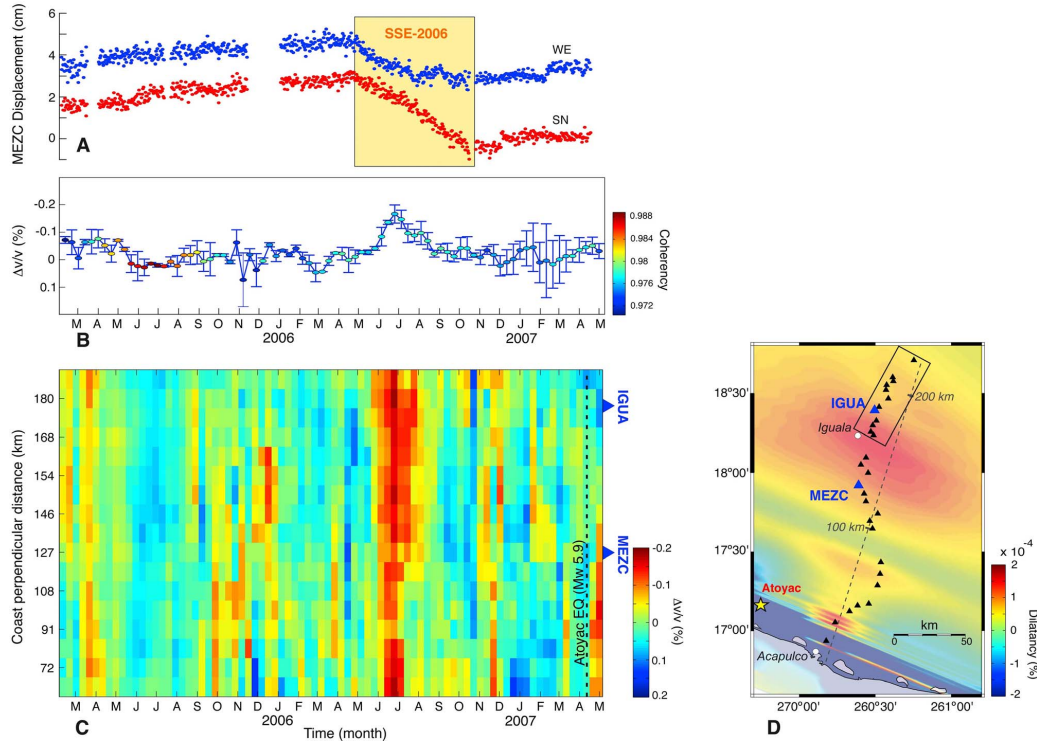 MEZC Displacement (cm)
6
4
2
0
SSE-2006
WE
SN
A
Δv/v (%)
-0.2
-0.1
0
0.1
M A M J J A S O N D J F M A M J J A S O N D J F M A M
2006
2007
B
0.988
0.984
0.98
0.976
0.972
Coherency
Coast perpendicular distance (km)
180
168
154
146
127
108
91
72
Atoyac EQ (Mw 5.9)
IGUA
MEZC
-0.2
-0.1
0
0.1
0.2
Δv/v (%)
M A M J J A S O N D J F M A M J J A S O N D J F M A M
2006
2007
C
Time (month)
18°30'
18°00'
17°30'
17°00'
IGUA
Iguala
200 km
MEZC
100 km
Atoyac
km
0
50
Acapulco
270°00'
260°30'
261°00'
D
x 10⁻⁴
2
1
0
-1
-2
Dilatancy (%)